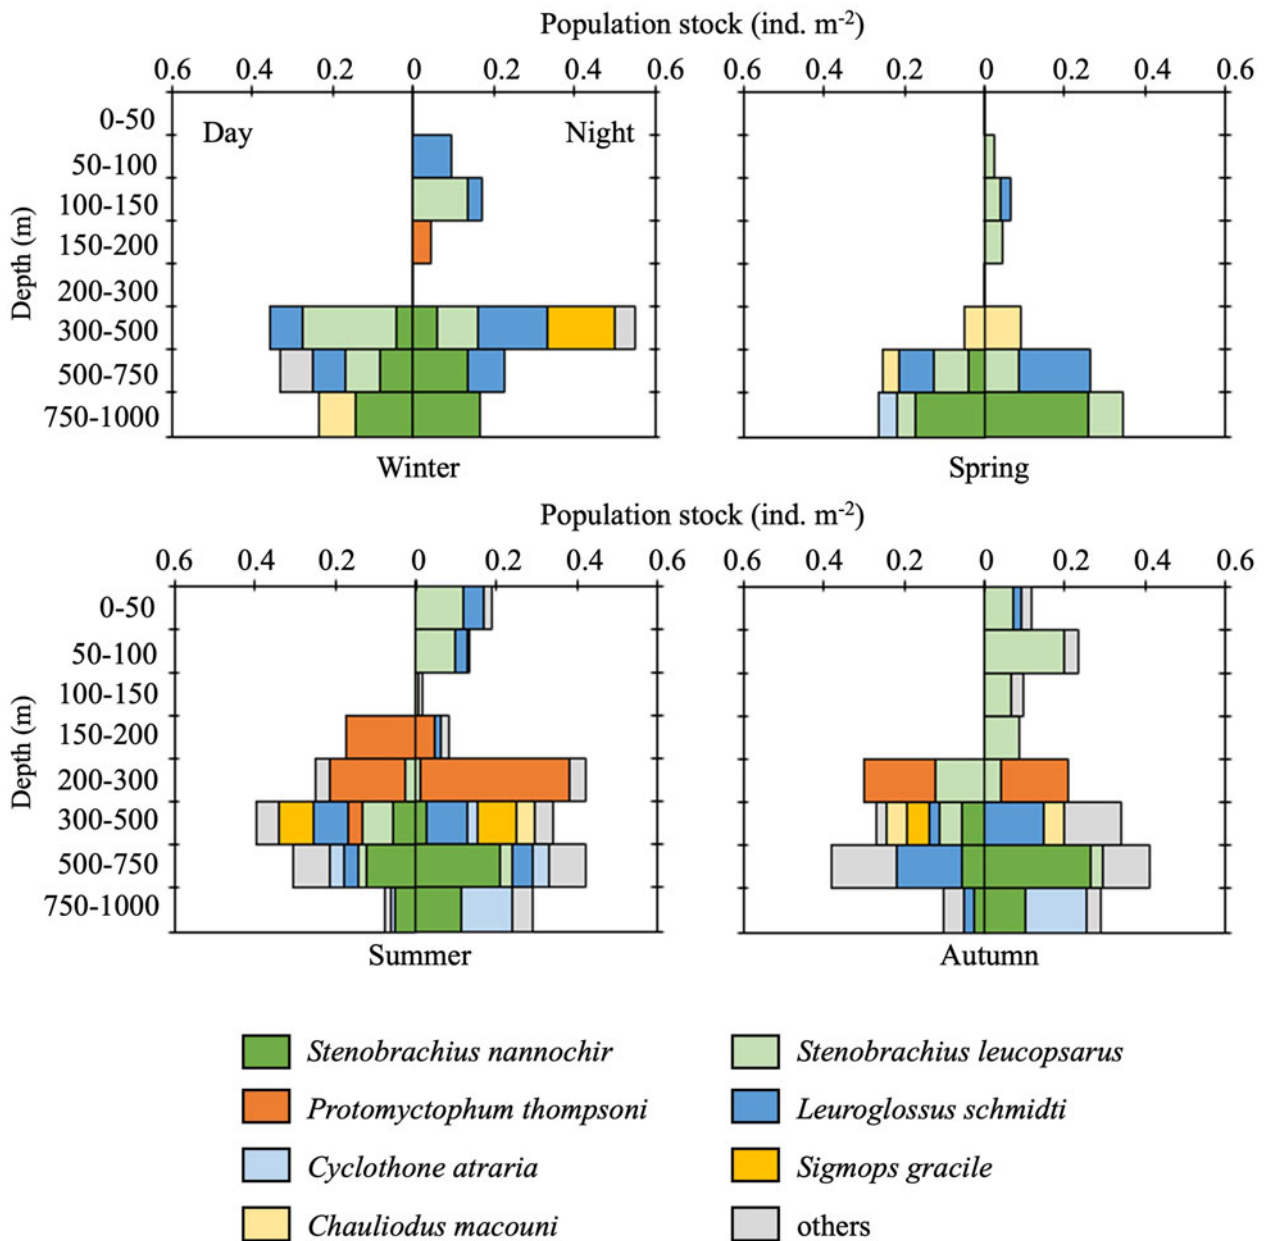 Population stock (ind. m-2)
0.6 0.4 0.2 0 0.2 0.4 0.6 0.6 0.4 0.2 0 0.2 0.4 0.6
Depth (m)
0-50
Day Night
50-100
100-150
150-200
200-300
300-500
500-750
750-1000
Winter Spring
Population stock (ind. m-2)
0.6 0.4 0.2 0 0.2 0.4 0.6 0.6 0.4 0.2 0 0.2 0.4 0.6
Depth (m)
0-50
50-100
100-150
150-200
200-300
300-500
500-750
750-1000
Summer Autumn
Stenobrachius nannochir Stenobrachius leucopsarus
Protomyctophum thompsoni Leuroglossus schmidti
Cyclothone atraria Sigmops gracile
Chauliodus macouni others